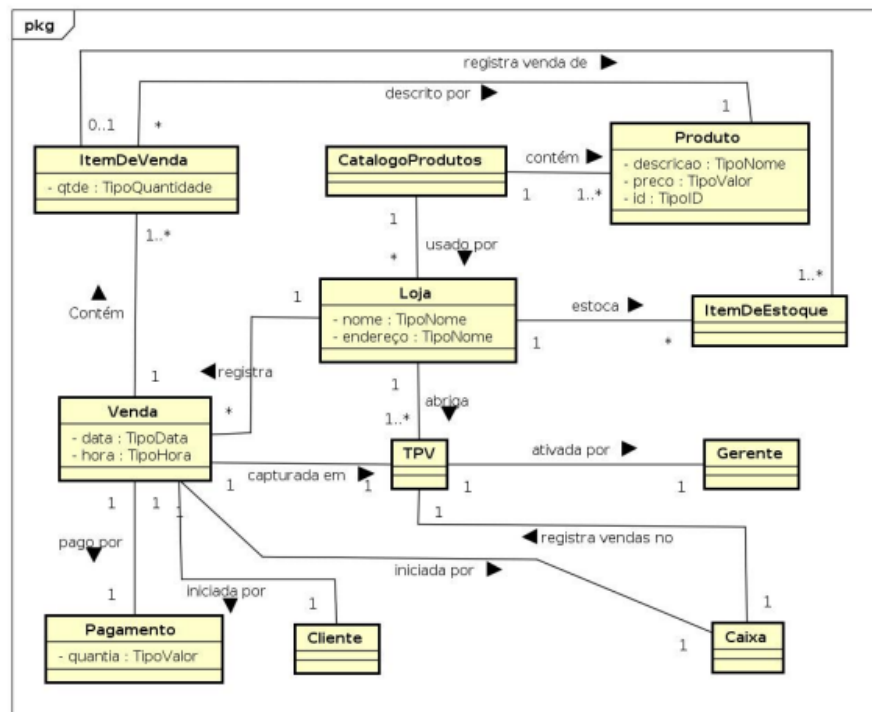 pkg
registra venda de
descrito por
1
0..1
*
ItemDeVenda
- qtde : TipoQuantidade
CatalogoProdutos
contém
Produto
- descricao : TipoNome
- preco : TipoValor
- id : TipoID
1
1..*
1..*
1
usado por
*
1..*
Contém
1
Loja
- nome : TipoNome
- endereço : TipoNome
estoca
ItemDeEstoque
1
*
registra
1
1
abriga
*
1..*
Venda
- data : TipoData
- hora : TipoHora
TPV
ativada por
Gerente
1
capturada em
1
1
1
1
1
1
1
registra vendas no
pago por
iniciada por
iniciada por
1
1
1
1
Pagamento
- quantia : TipoValor
Cliente
Caixa